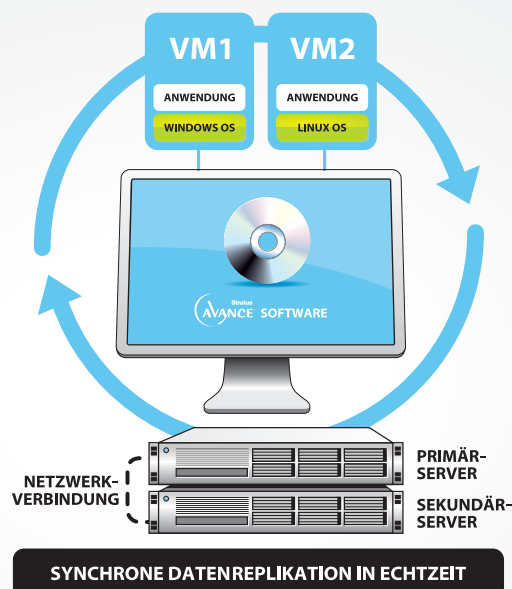 VM1
VM2
ANWENDUNG
ANWENDUNG
WINDOWS OS
LINUX OS
Stratus
AVANCE SOFTWARE
NETZWERK-
VERBINDUNG
PRIMÄR-
SERVER
SEKUNDÄR-
SERVER
SYNCHRONE DATENREPLIKATION IN ECHTZEIT